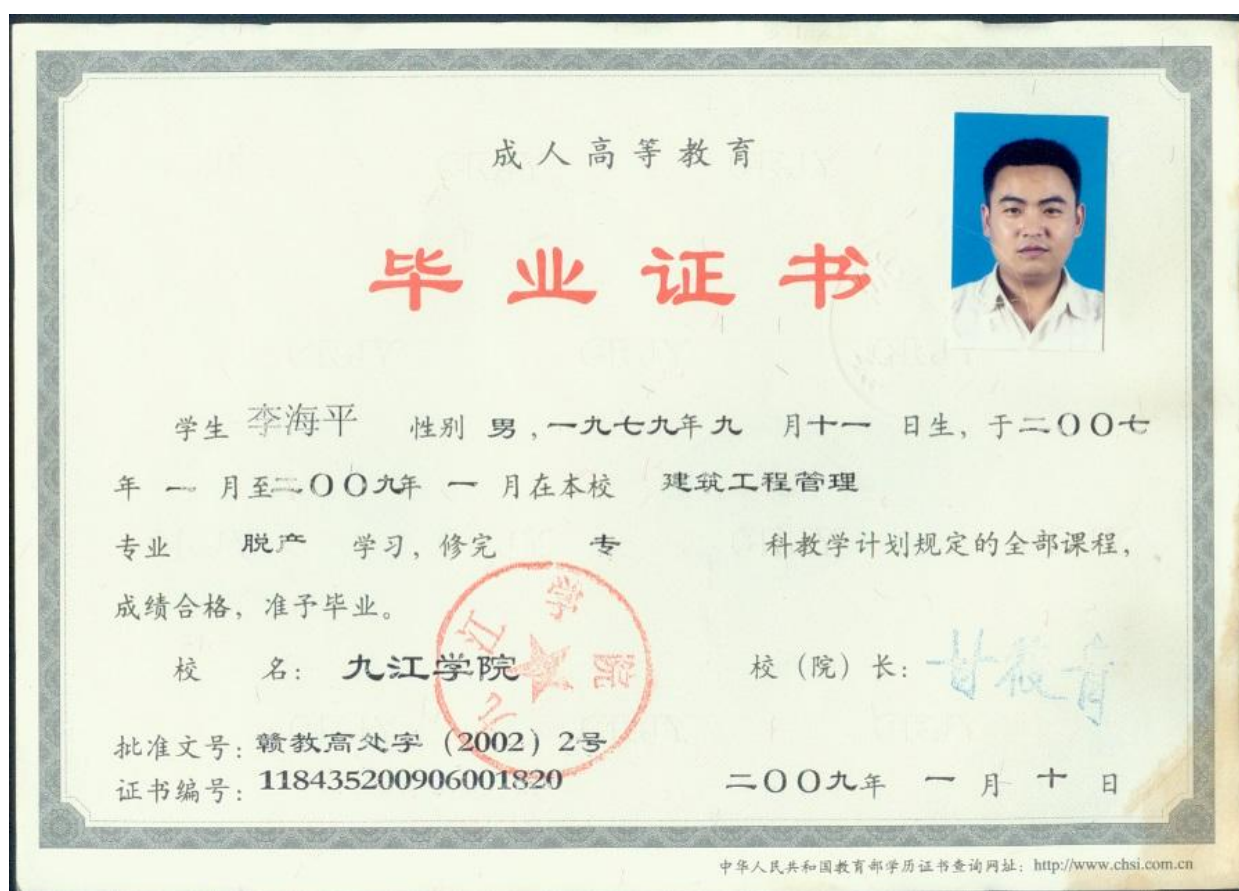 成人高等教育
毕业证书
学生 李海平 性别 男，一九七九年九 月十一 日生，于二〇〇七
年 一 月至二〇〇九年 一 月在本校 建筑工程管理
专业 脱产 学习，修完 专 科教学计划规定的全部课程，
成绩合格，准予毕业。
校 名：九江学院 校（院）长：甘筱青
九江学院
批准文号：赣教高处字（2002）2号
证书编号：118435200906001820 二〇〇九年 一 月 十 日
中华人民共和国教育部学历证书查询网址：http://www.chsi.com.cn